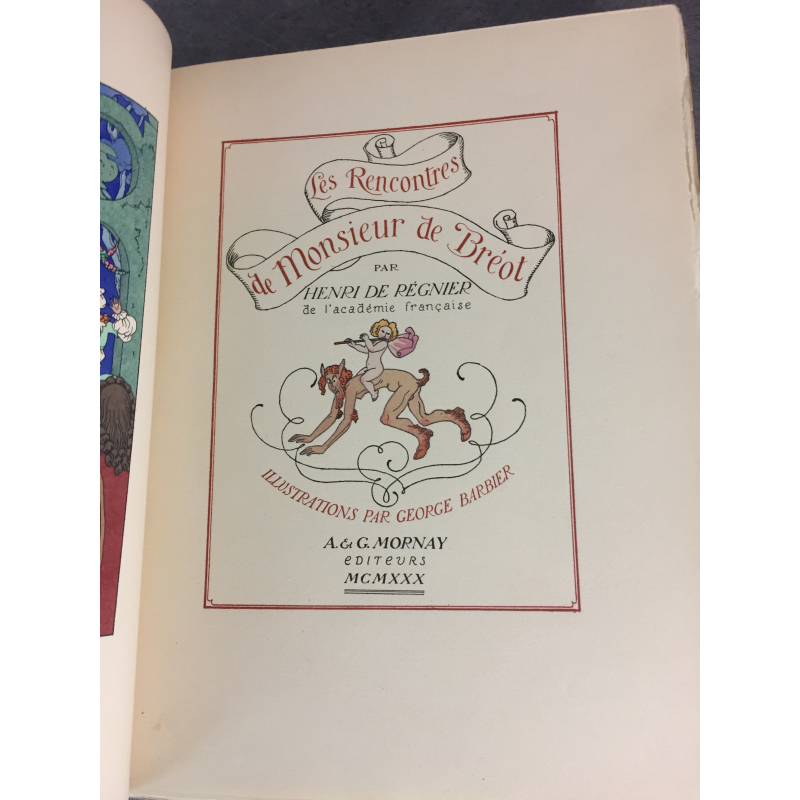 Les Rencontres
de Monsieur de Bréot
PAR
HENRI DE RÉGNIER
de l'académie française
ILLUSTRATIONS PAR GEORGE BARBIER
A. & G. MORNAY
EDITEURS
MCMXXX